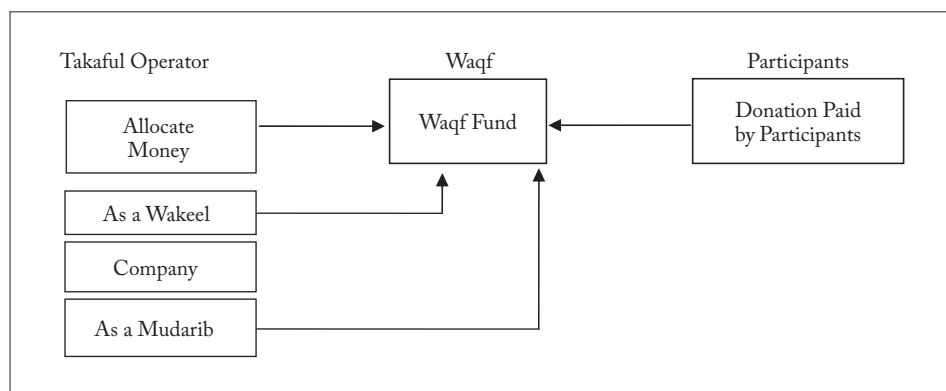 Takaful Operator
Waqf
Participants
Allocate
Money
Waqf Fund
Donation Paid
by Participants
As a Wakeel
Company
As a Mudarib